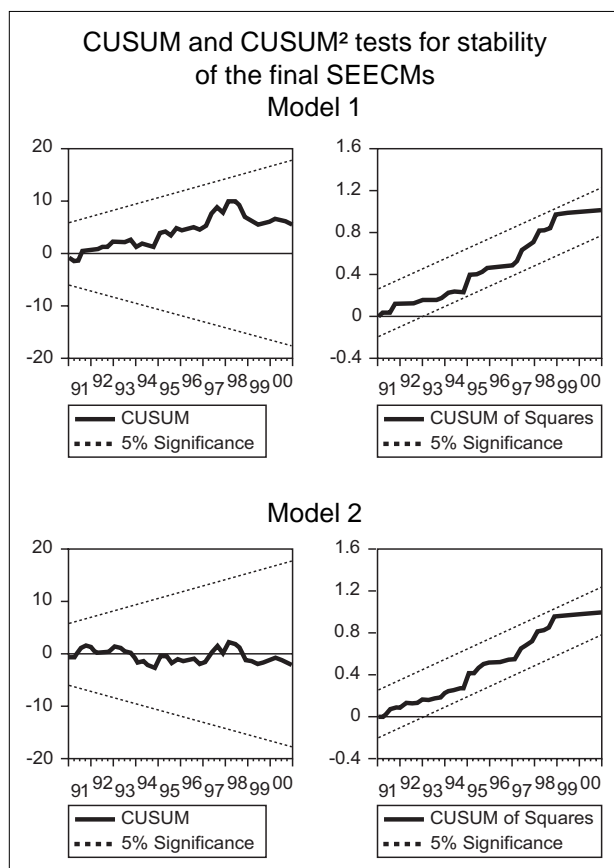 CUSUM and CUSUM² tests for stability
of the final SEECMs
Model 1
20
10
0
-10
-20
91 92 93 94 95 96 97 98 99 00
CUSUM
5% Significance
1.6
1.2
0.8
0.4
0
-0.4
91 92 93 94 95 96 97 98 99 00
CUSUM of Squares
5% Significance
Model 2
20
10
0
-10
-20
91 92 93 94 95 96 97 98 99 00
CUSUM
5% Significance
1.6
1.2
0.8
0.4
0
-0.4
91 92 93 94 95 96 97 98 99 00
CUSUM of Squares
5% Significance